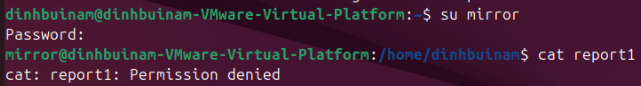 dinhbuinam@dinhbuinam-VMware-Virtual-Platform:~$ su mirror
Password:
mirror@dinhbuinam-VMware-Virtual-Platform:/home/dinhbuinam$ cat report1
cat: report1: Permission denied